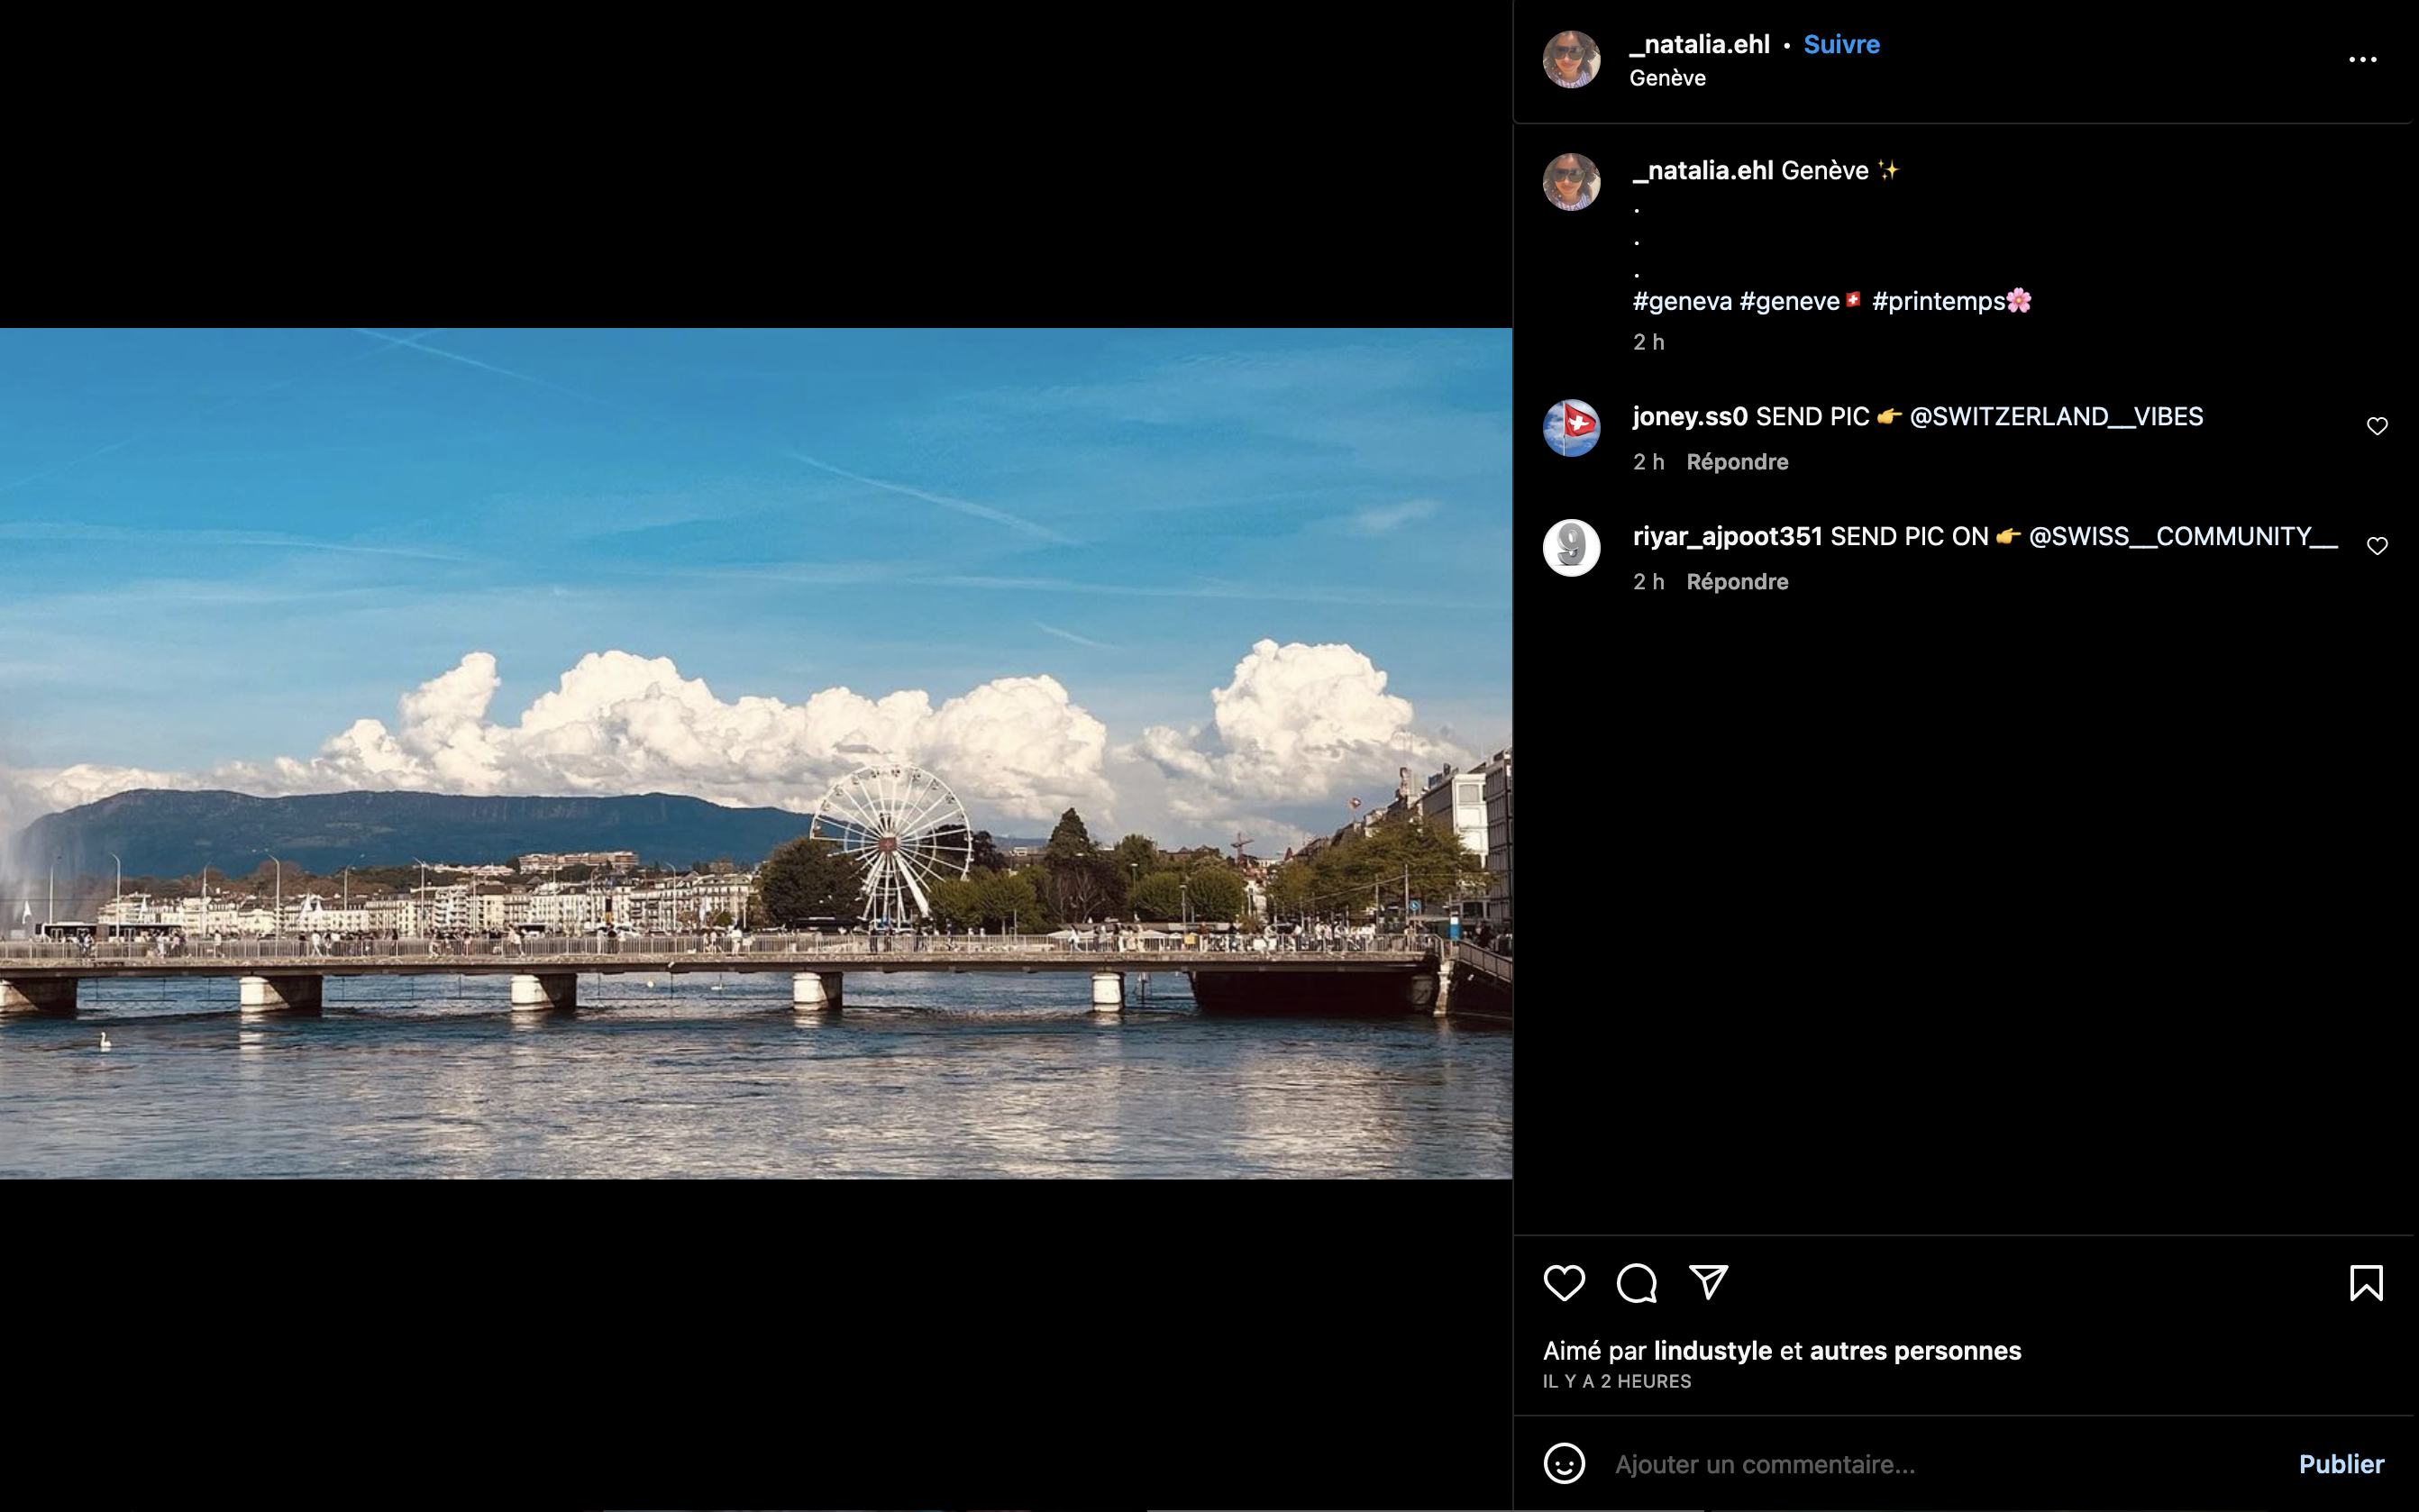 _natalia.ehl • Suivre
Genève
_natalia.ehl Genève ✨
.
.
.
#geneva #geneve🇨🇭 #printemps🌸
2 h
joney.ss0 SEND PIC 👉 @SWITZERLAND__VIBES
2 h Répondre
riyar_ajpoot351 SEND PIC ON 👉 @SWISS__COMMUNITY__
2 h Répondre
Aimé par lindustyle et autres personnes
IL Y A 2 HEURES
Ajouter un commentaire...
Publier